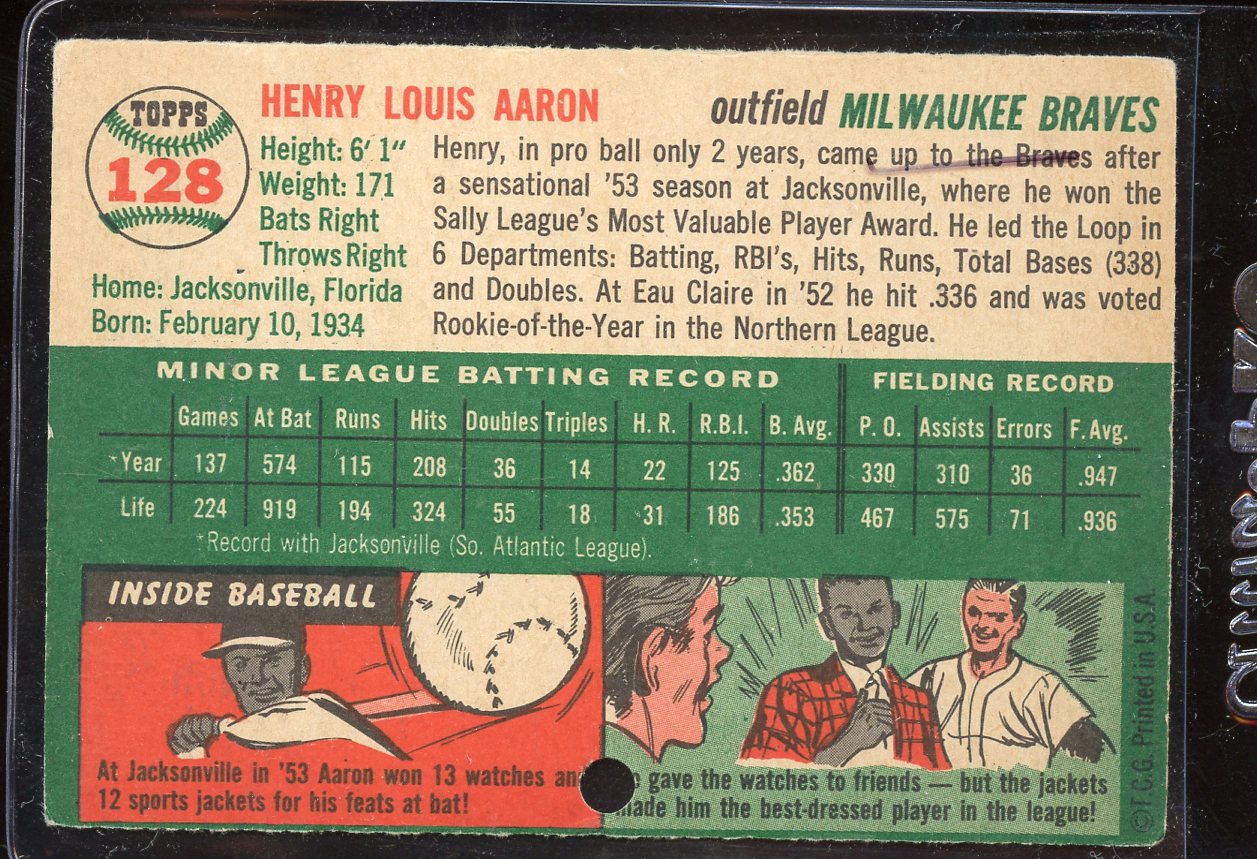 TOPPS
128
HENRY LOUIS AARON
outfield MILWAUKEE BRAVES
Height: 6' 1"
Weight: 171
Bats Right
Throws Right
Home: Jacksonville, Florida
Born: February 10, 1934
Henry, in pro ball only 2 years, came up to the Braves after
a sensational '53 season at Jacksonville, where he won the
Sally League's Most Valuable Player Award. He led the Loop in
6 Departments: Batting, RBI's, Hits, Runs, Total Bases (338)
and Doubles. At Eau Claire in '52 he hit .336 and was voted
Rookie-of-the-Year in the Northern League.
MINOR LEAGUE BATTING RECORD FIELDING RECORD
Games At Bat Runs Hits Doubles Triples H. R. R.B.I. B. Avg. P. O. Assists Errors F. Avg.
*Year 137 574 115 208 36 14 22 125 .362 330 310 36 .947
Life 224 919 194 324 55 18 31 186 .353 467 575 71 .936
*Record with Jacksonville (So. Atlantic League).
INSIDE BASEBALL
At Jacksonville in '53 Aaron won 13 watches an
12 sports jackets for his feats at bat!
gave the watches to friends — but the jackets
made him the best-dressed player in the league!
© T.C.G. Printed in U.S.A.